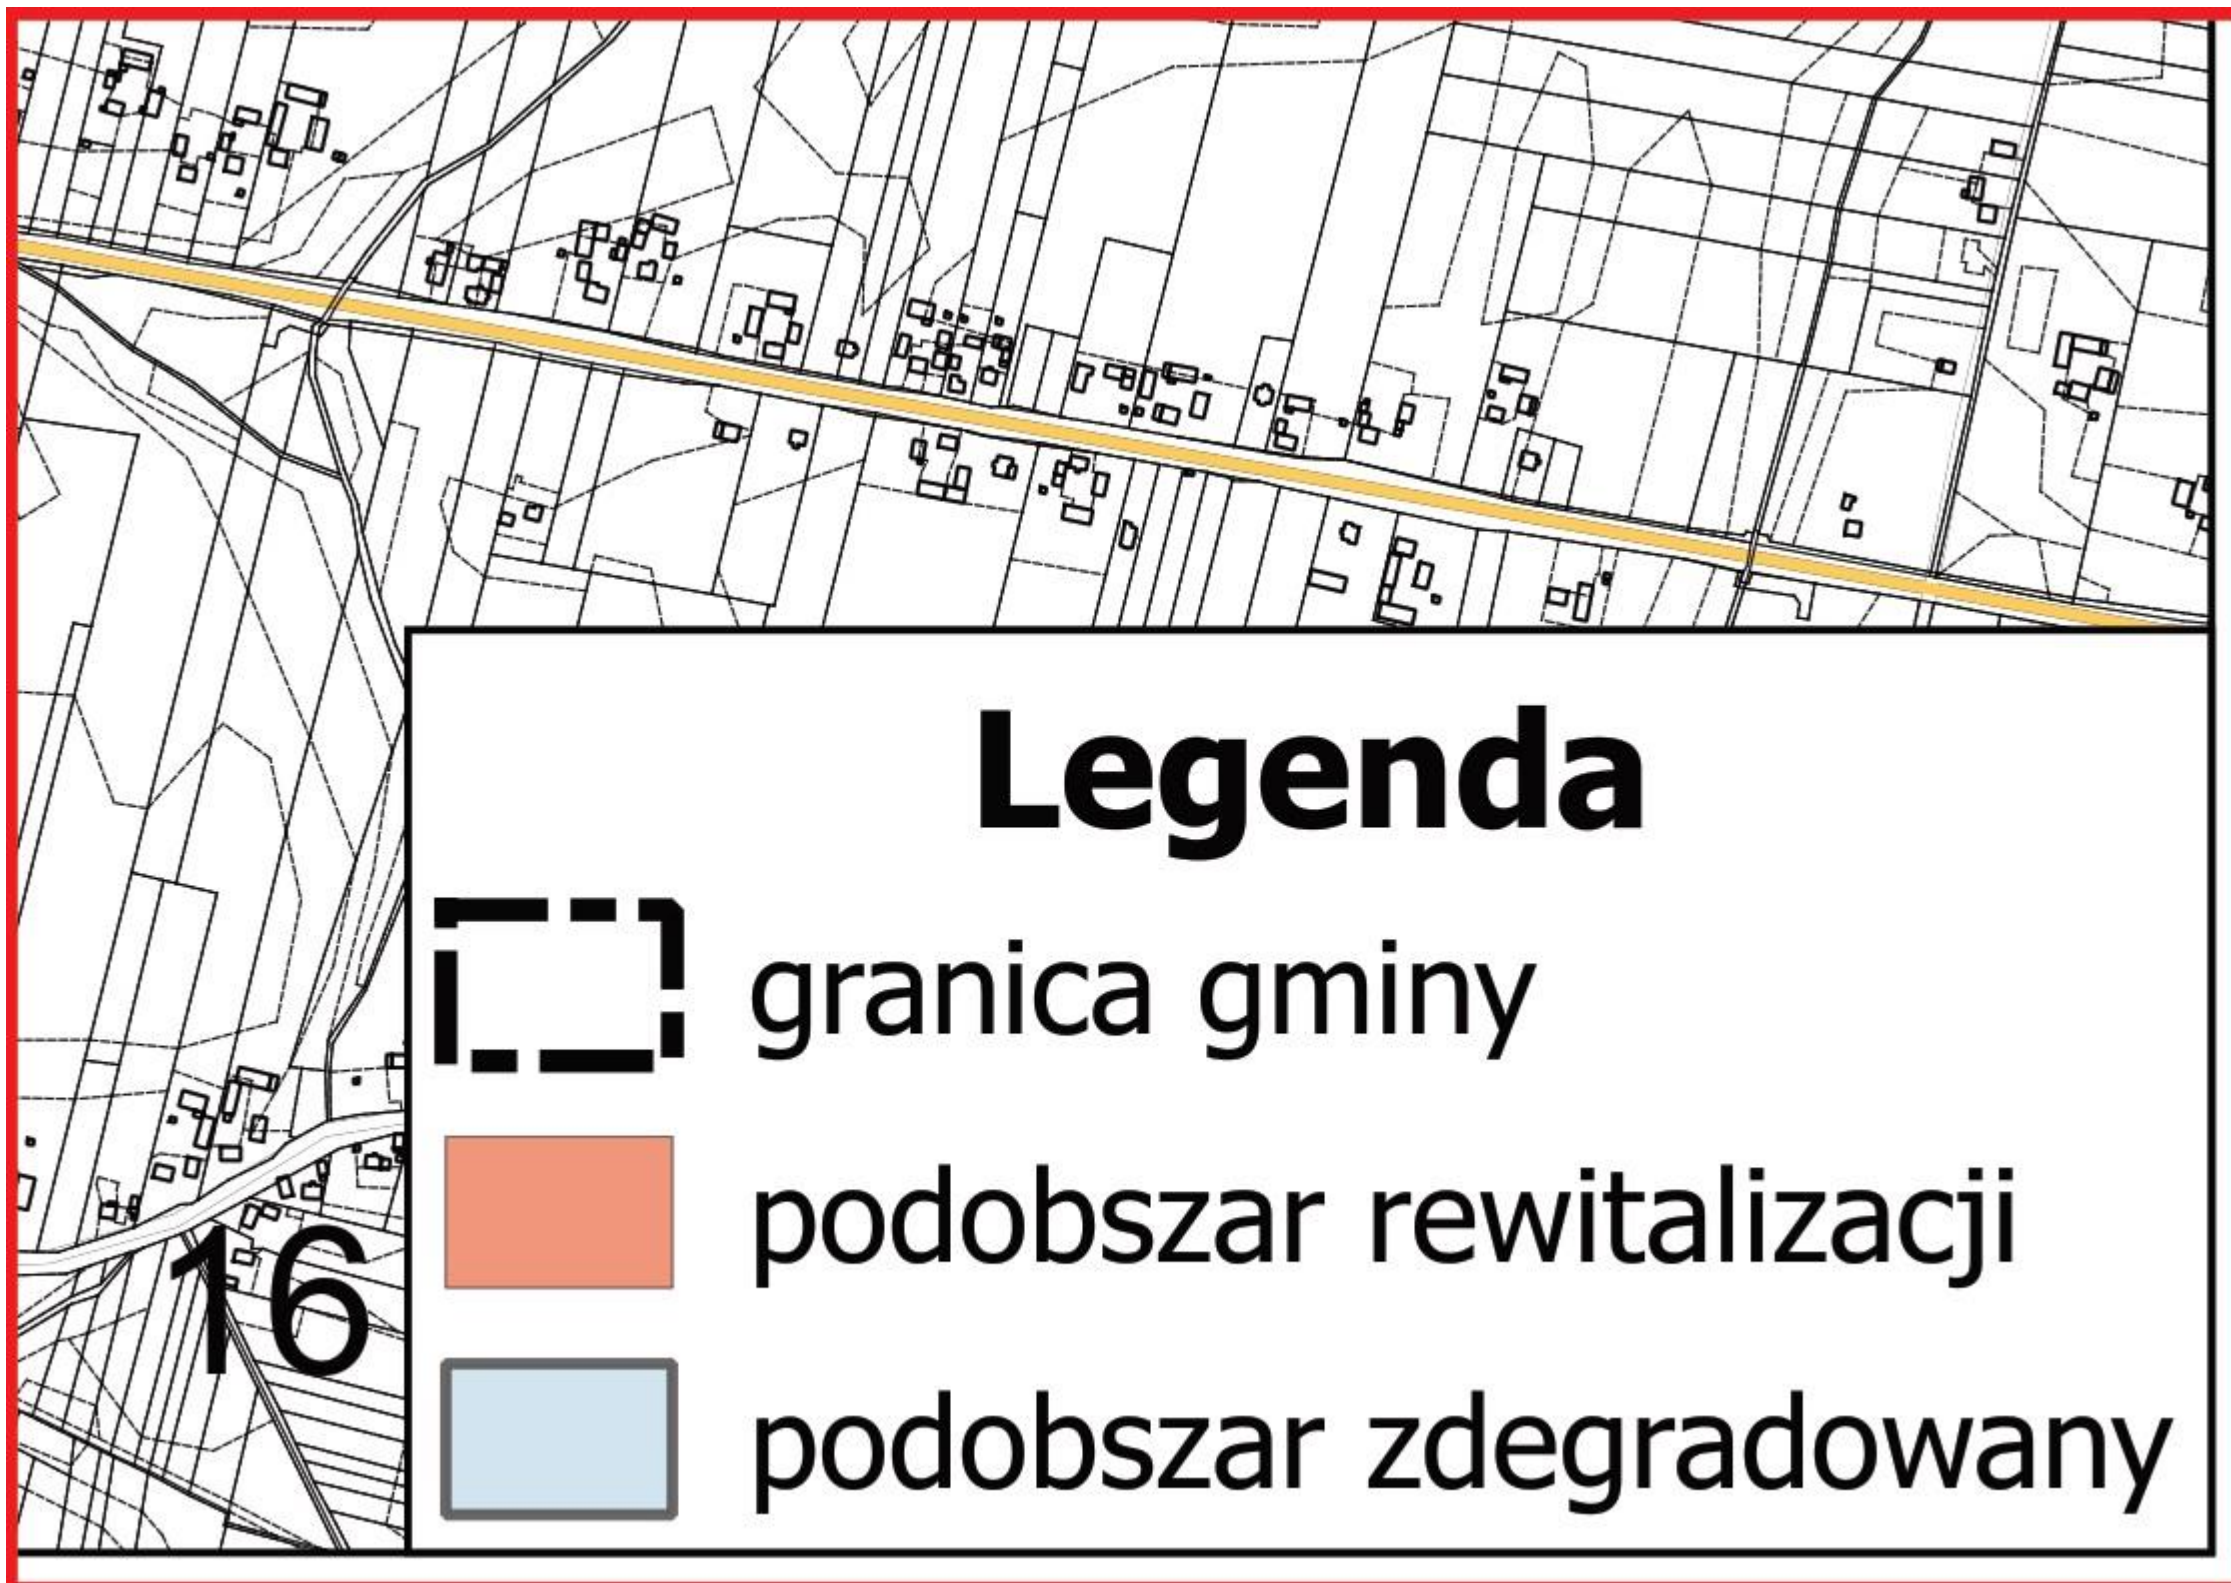 Legenda
granica gminy
podobszar rewitalizacji
16
podobszar zdegradowany